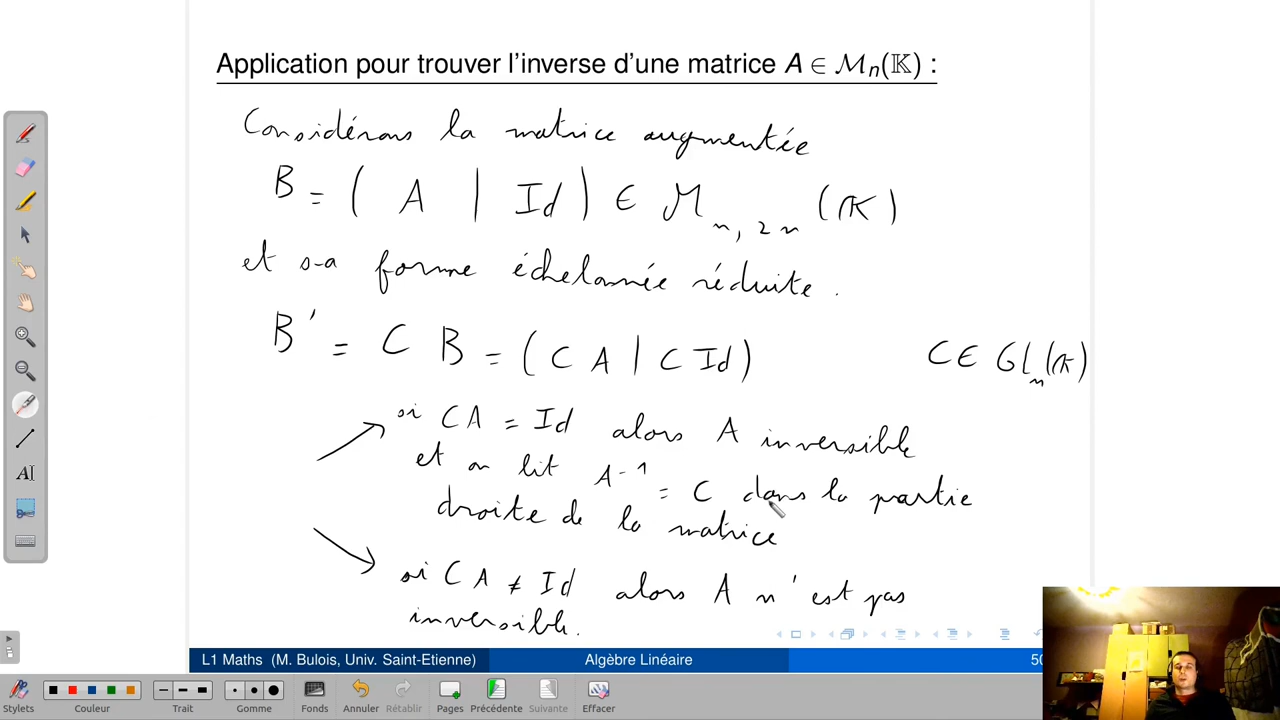 Application pour trouver l'inverse d'une matrice A ∈ Mₙ(𝕂) :
Considérons la matrice augmentée
B = ( A | Id ) ∈ M n, 2n (𝕂)
et sa forme échelonnée réduite.
B' = C B = ( C A | C Id ) C ∈ Gl n (𝕂)
si CA = Id alors A inversible
et on lit A⁻¹ = C dans la partie
droite de la matrice
si CA ≠ Id alors A n'est pas
inversible.
L1 Maths (M. Bulois, Univ. Saint-Etienne) Algèbre Linéaire 50
Stylets Couleur Trait Gomme Fonds Annuler Rétablir Pages Précédente Suivante Effacer